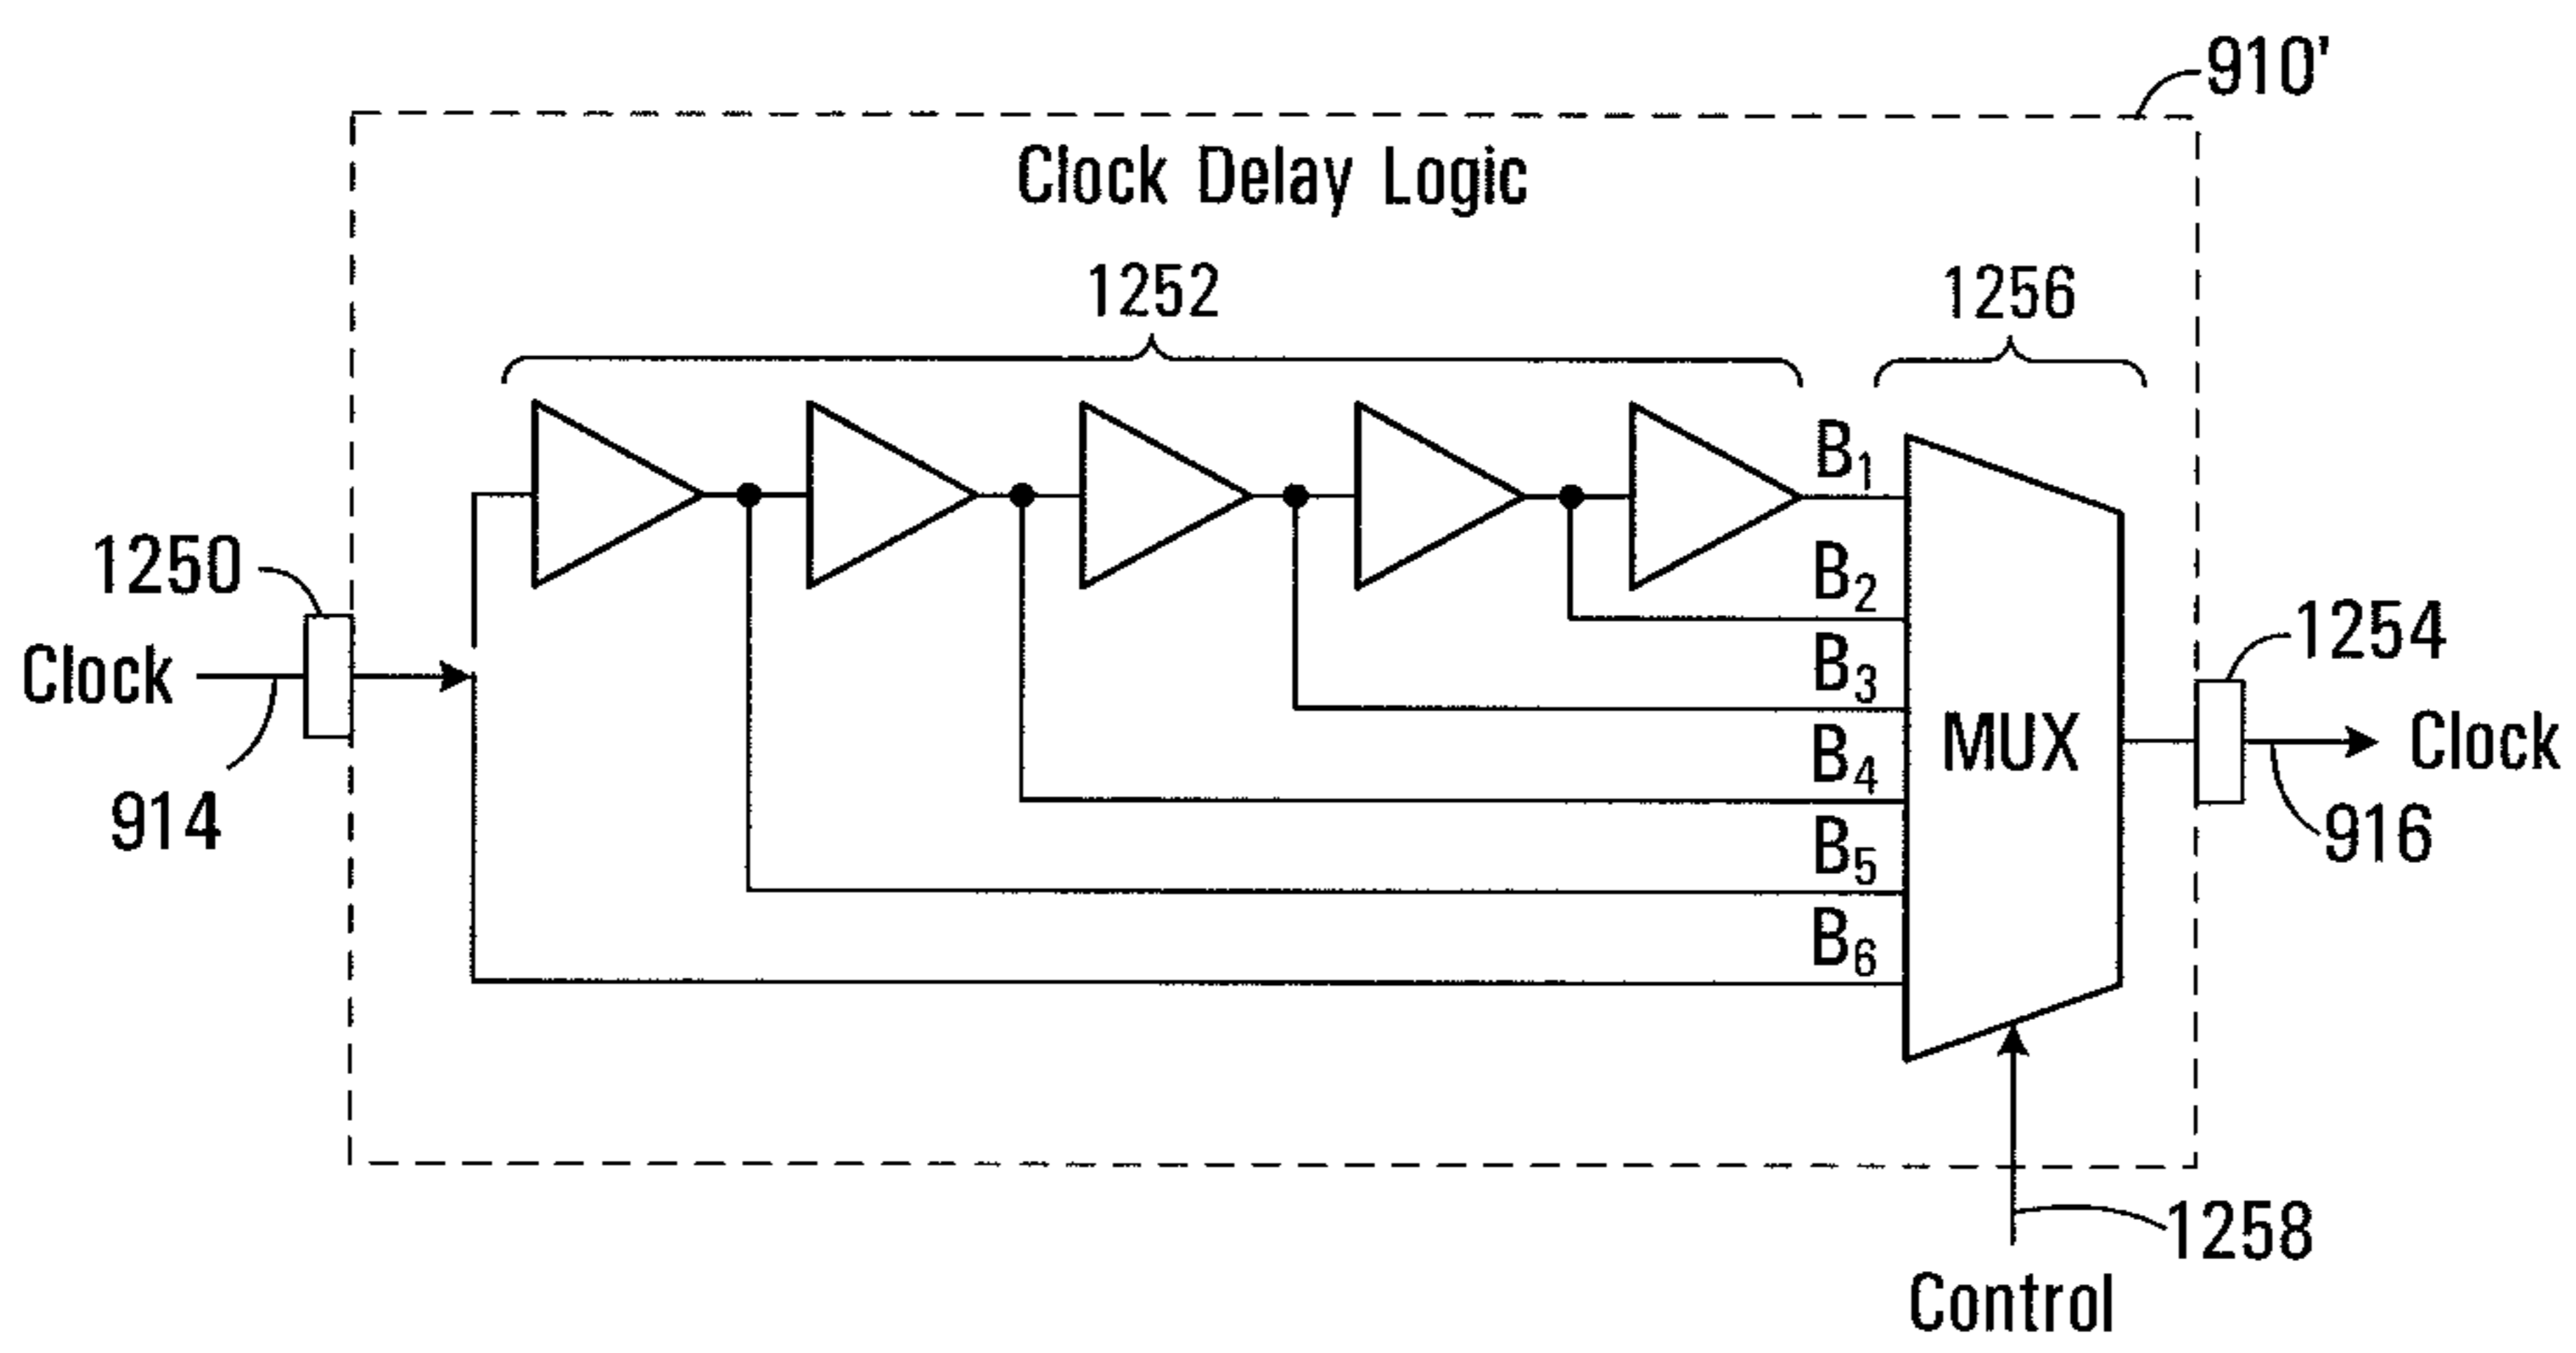 910'
Clock Delay Logic
1252
1256
B1
1250
B2
1254
Clock
B3
MUX
Clock
B4
914
916
B5
B6
1258
Control